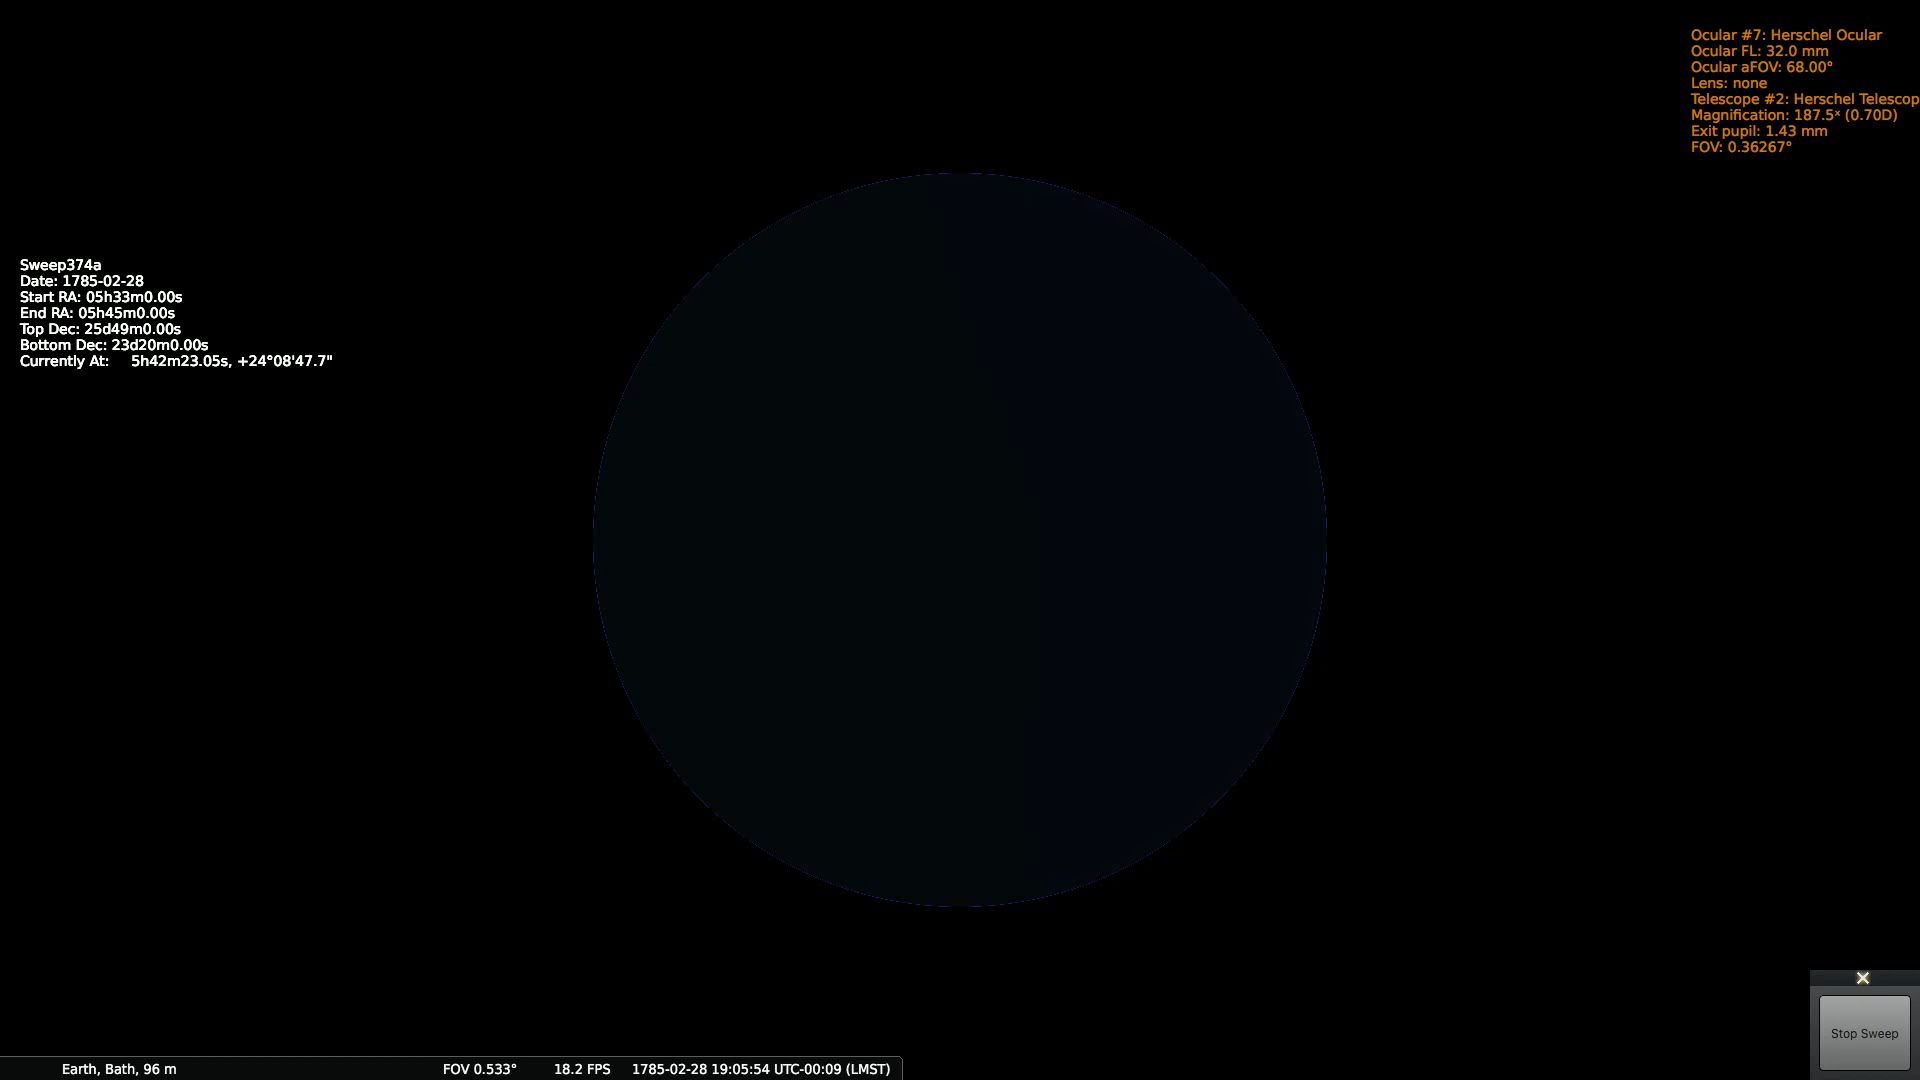 Ocular #7: Herschel Ocular
Ocular FL: 32.0 mm
Ocular aFOV: 68.00°
Lens: none
Telescope #2: Herschel Telescop
Magnification: 187.5ˣ (0.70D)
Exit pupil: 1.43 mm
FOV: 0.36267°
Sweep374a
Date: 1785-02-28
Start RA: 05h33m0.00s
End RA: 05h45m0.00s
Top Dec: 25d49m0.00s
Bottom Dec: 23d20m0.00s
Currently At: 5h42m23.05s, +24°08'47.7"
Stop Sweep
Earth, Bath, 96 m FOV 0.533° 18.2 FPS 1785-02-28 19:05:54 UTC-00:09 (LMST)